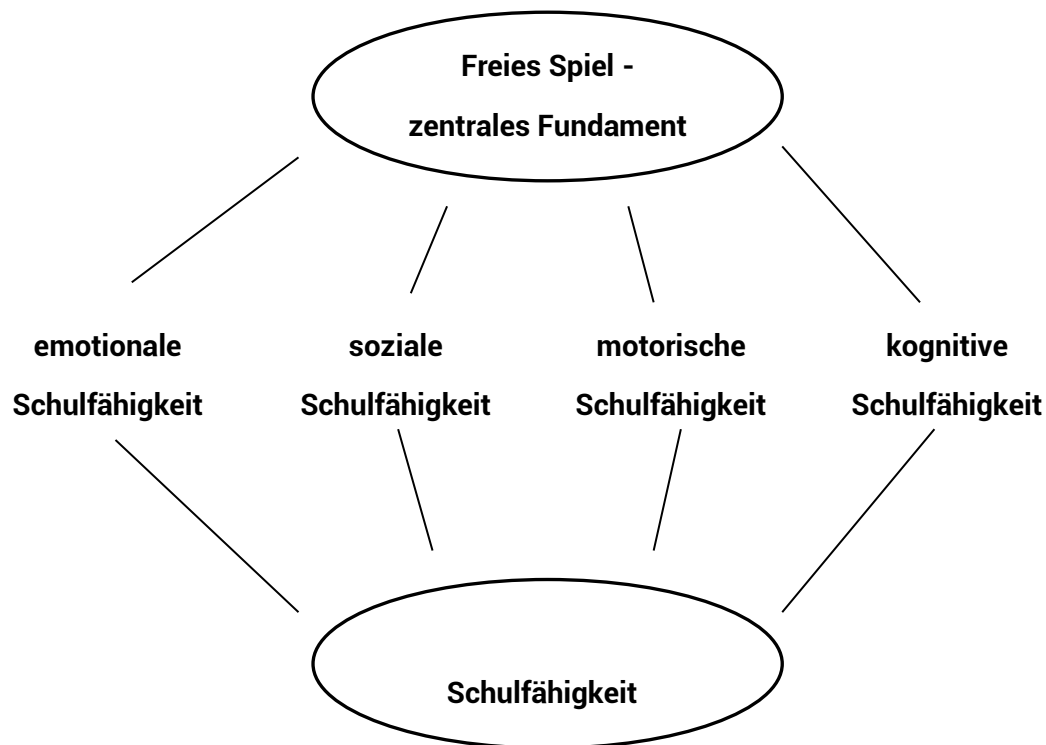 Freies Spiel -
zentrales Fundament
emotionale
Schulfähigkeit
soziale
Schulfähigkeit
motorische
Schulfähigkeit
kognitive
Schulfähigkeit
Schulfähigkeit